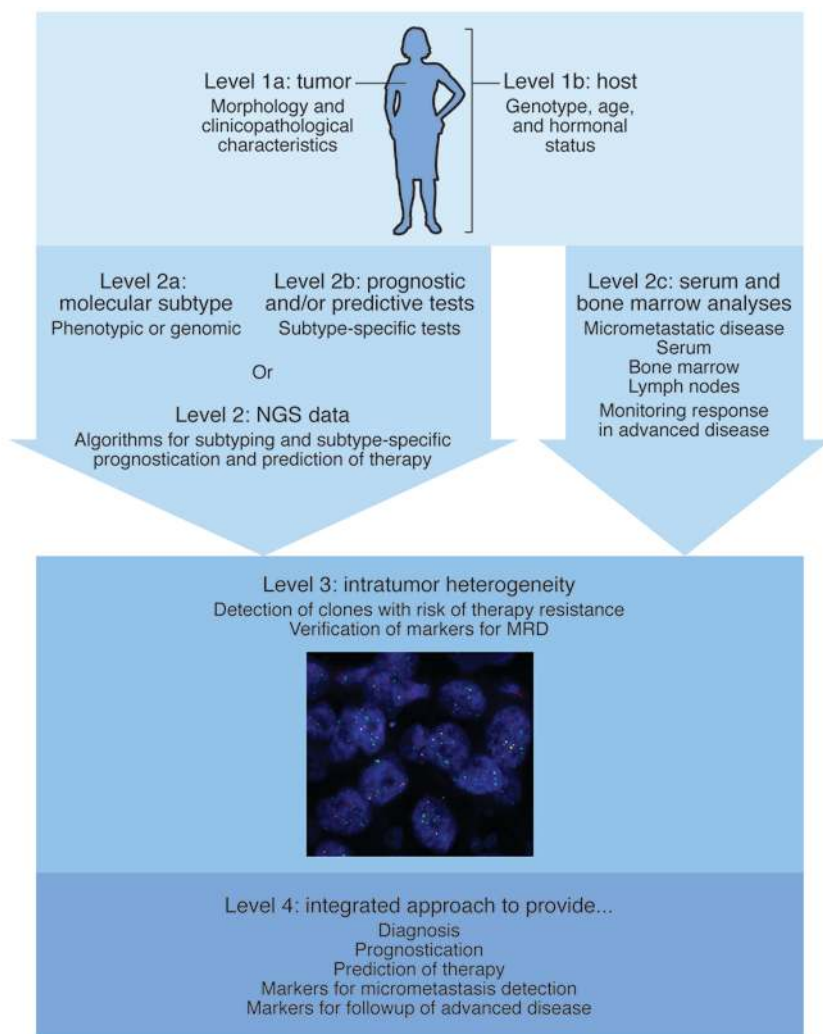 Level 1a: tumor
Morphology and
clinicopathological
characteristics
Level 1b: host
Genotype, age,
and hormonal
status
Level 2a:
molecular subtype
Phenotypic or genomic
Level 2b: prognostic
and/or predictive tests
Subtype-specific tests
Or
Level 2: NGS data
Algorithms for subtyping and subtype-specific
prognostication and prediction of therapy
Level 2c: serum and
bone marrow analyses
Micrometastatic disease
Serum
Bone marrow
Lymph nodes
Monitoring response
in advanced disease
Level 3: intratumor heterogeneity
Detection of clones with risk of therapy resistance
Verification of markers for MRD
Level 4: integrated approach to provide...
Diagnosis
Prognostication
Prediction of therapy
Markers for micrometastasis detection
Markers for followup of advanced disease